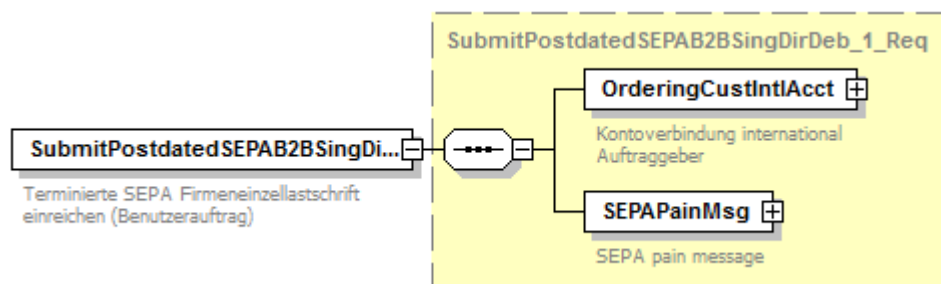 SubmitPostdatedSEPAB2BSingDirDeb_1_Req
OrderingCustIntlAcct
Kontoverbindung international
Auftraggeber
SubmitPostdatedSEPAB2BSingDi...
Terminierte SEPA Firmeneinzellastschrift
einreichen (Benutzerauftrag)
SEPAPainMsg
SEPA pain message